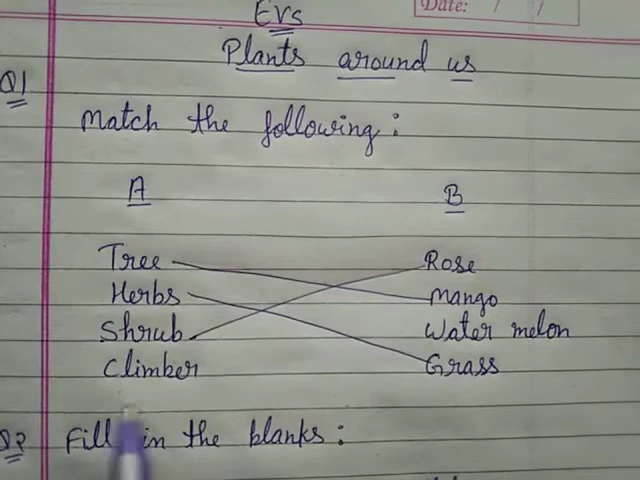 Date: / /
EVS
Plants around us
Q1
Match the following:
A B
Tree Rose
Herbs Mango
Shrub Water melon
Climber Grass
Q2 Fill in the blanks: